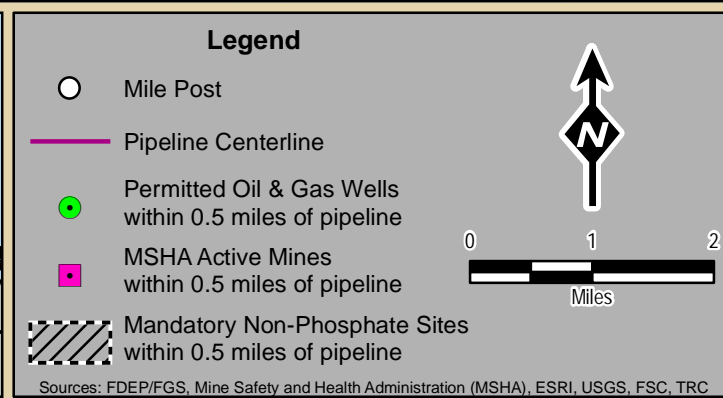 Legend
Mile Post
Pipeline Centerline
Permitted Oil & Gas Wells
within 0.5 miles of pipeline
MSHA Active Mines
within 0.5 miles of pipeline
Mandatory Non-Phosphate Sites
within 0.5 miles of pipeline
N
0 1 2
Miles
Sources: FDEP/FGS, Mine Safety and Health Administration (MSHA), ESRI, USGS, FSC, TRC